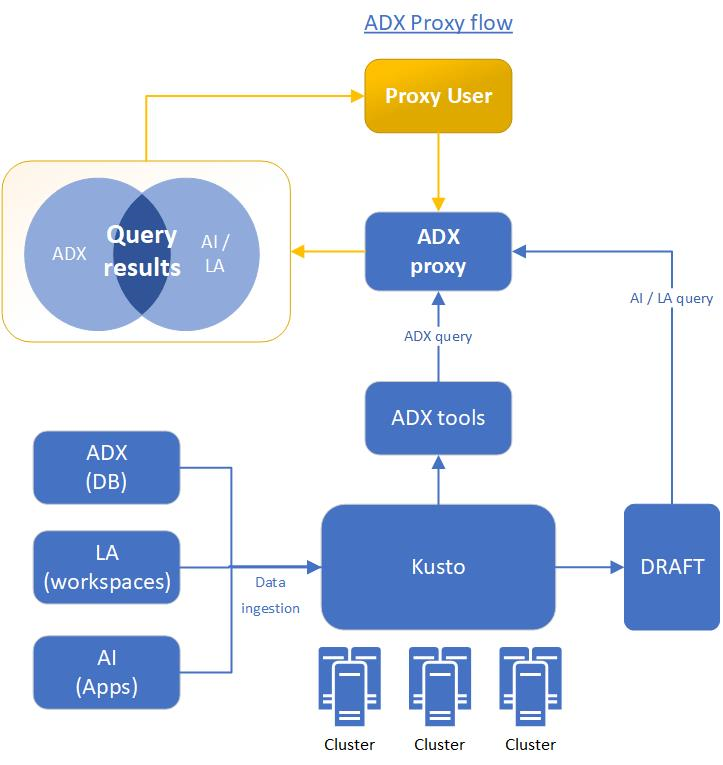 ADX Proxy flow
Proxy User
ADX
Query
results
AI /
LA
ADX
proxy
AI / LA query
ADX query
ADX tools
ADX
(DB)
LA
(workspaces)
AI
(Apps)
Data
ingestion
Kusto
DRAFT
Cluster
Cluster
Cluster